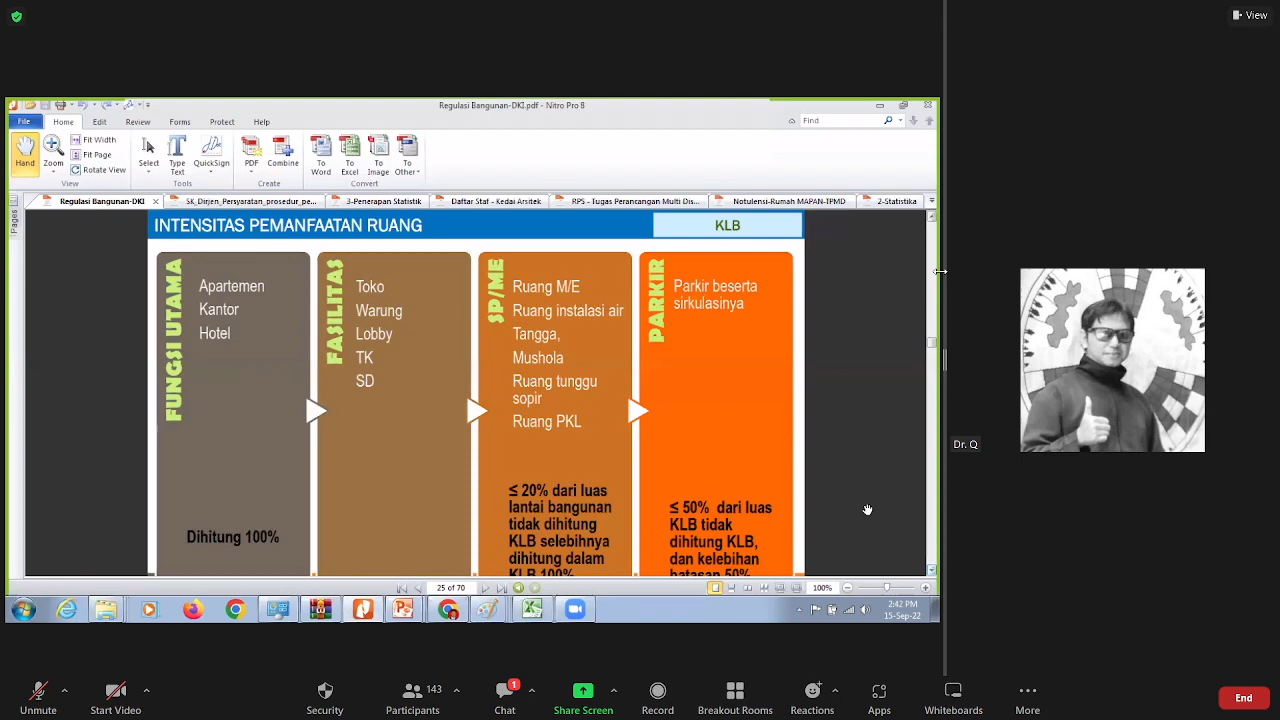 View
Regulasi Bangunan-DKI.pdf - Nitro Pro 8
File Home Edit Review Forms Protect Help
Find
Hand
Zoom
Fit Width
Fit Page
Rotate View
Select
Type Text
QuickSign
PDF
Combine
To Word
To Excel
To Image
To Other
View Tools Create Convert
Regulasi Bangunan-DKI
SK_Dirjen_Persyaratan_prosedur_pe...
3-Penerapan Statistik
Daftar Staf - Kedai Arsitek
RPS - Tugas Perancangan Multi Dis...
Notulensi-Rumah MAPAN-TPMD
2-Statistika
Pages
INTENSITAS PEMANFAATAN RUANG
KLB
FUNGSI UTAMA
Apartemen
Kantor
Hotel
Dihitung 100%
FASILITAS
Toko
Warung
Lobby
TK
SD
SP/ME
Ruang M/E
Ruang instalasi air
Tangga,
Mushola
Ruang tunggu
sopir
Ruang PKL
≤ 20% dari luas
lantai bangunan
tidak dihitung
KLB selebihnya
dihitung dalam
KLB 100%
PARKIR
Parkir beserta
sirkulasinya
≤ 50% dari luas
KLB tidak
dihitung KLB,
dan kelebihan
batasan 50%
25 of 70
100%
2:42 PM
15-Sep-22
Dr. Q
Unmute
Start Video
Security
143
Participants
1
Chat
Share Screen
Record
Breakout Rooms
Reactions
Apps
Whiteboards
More
End